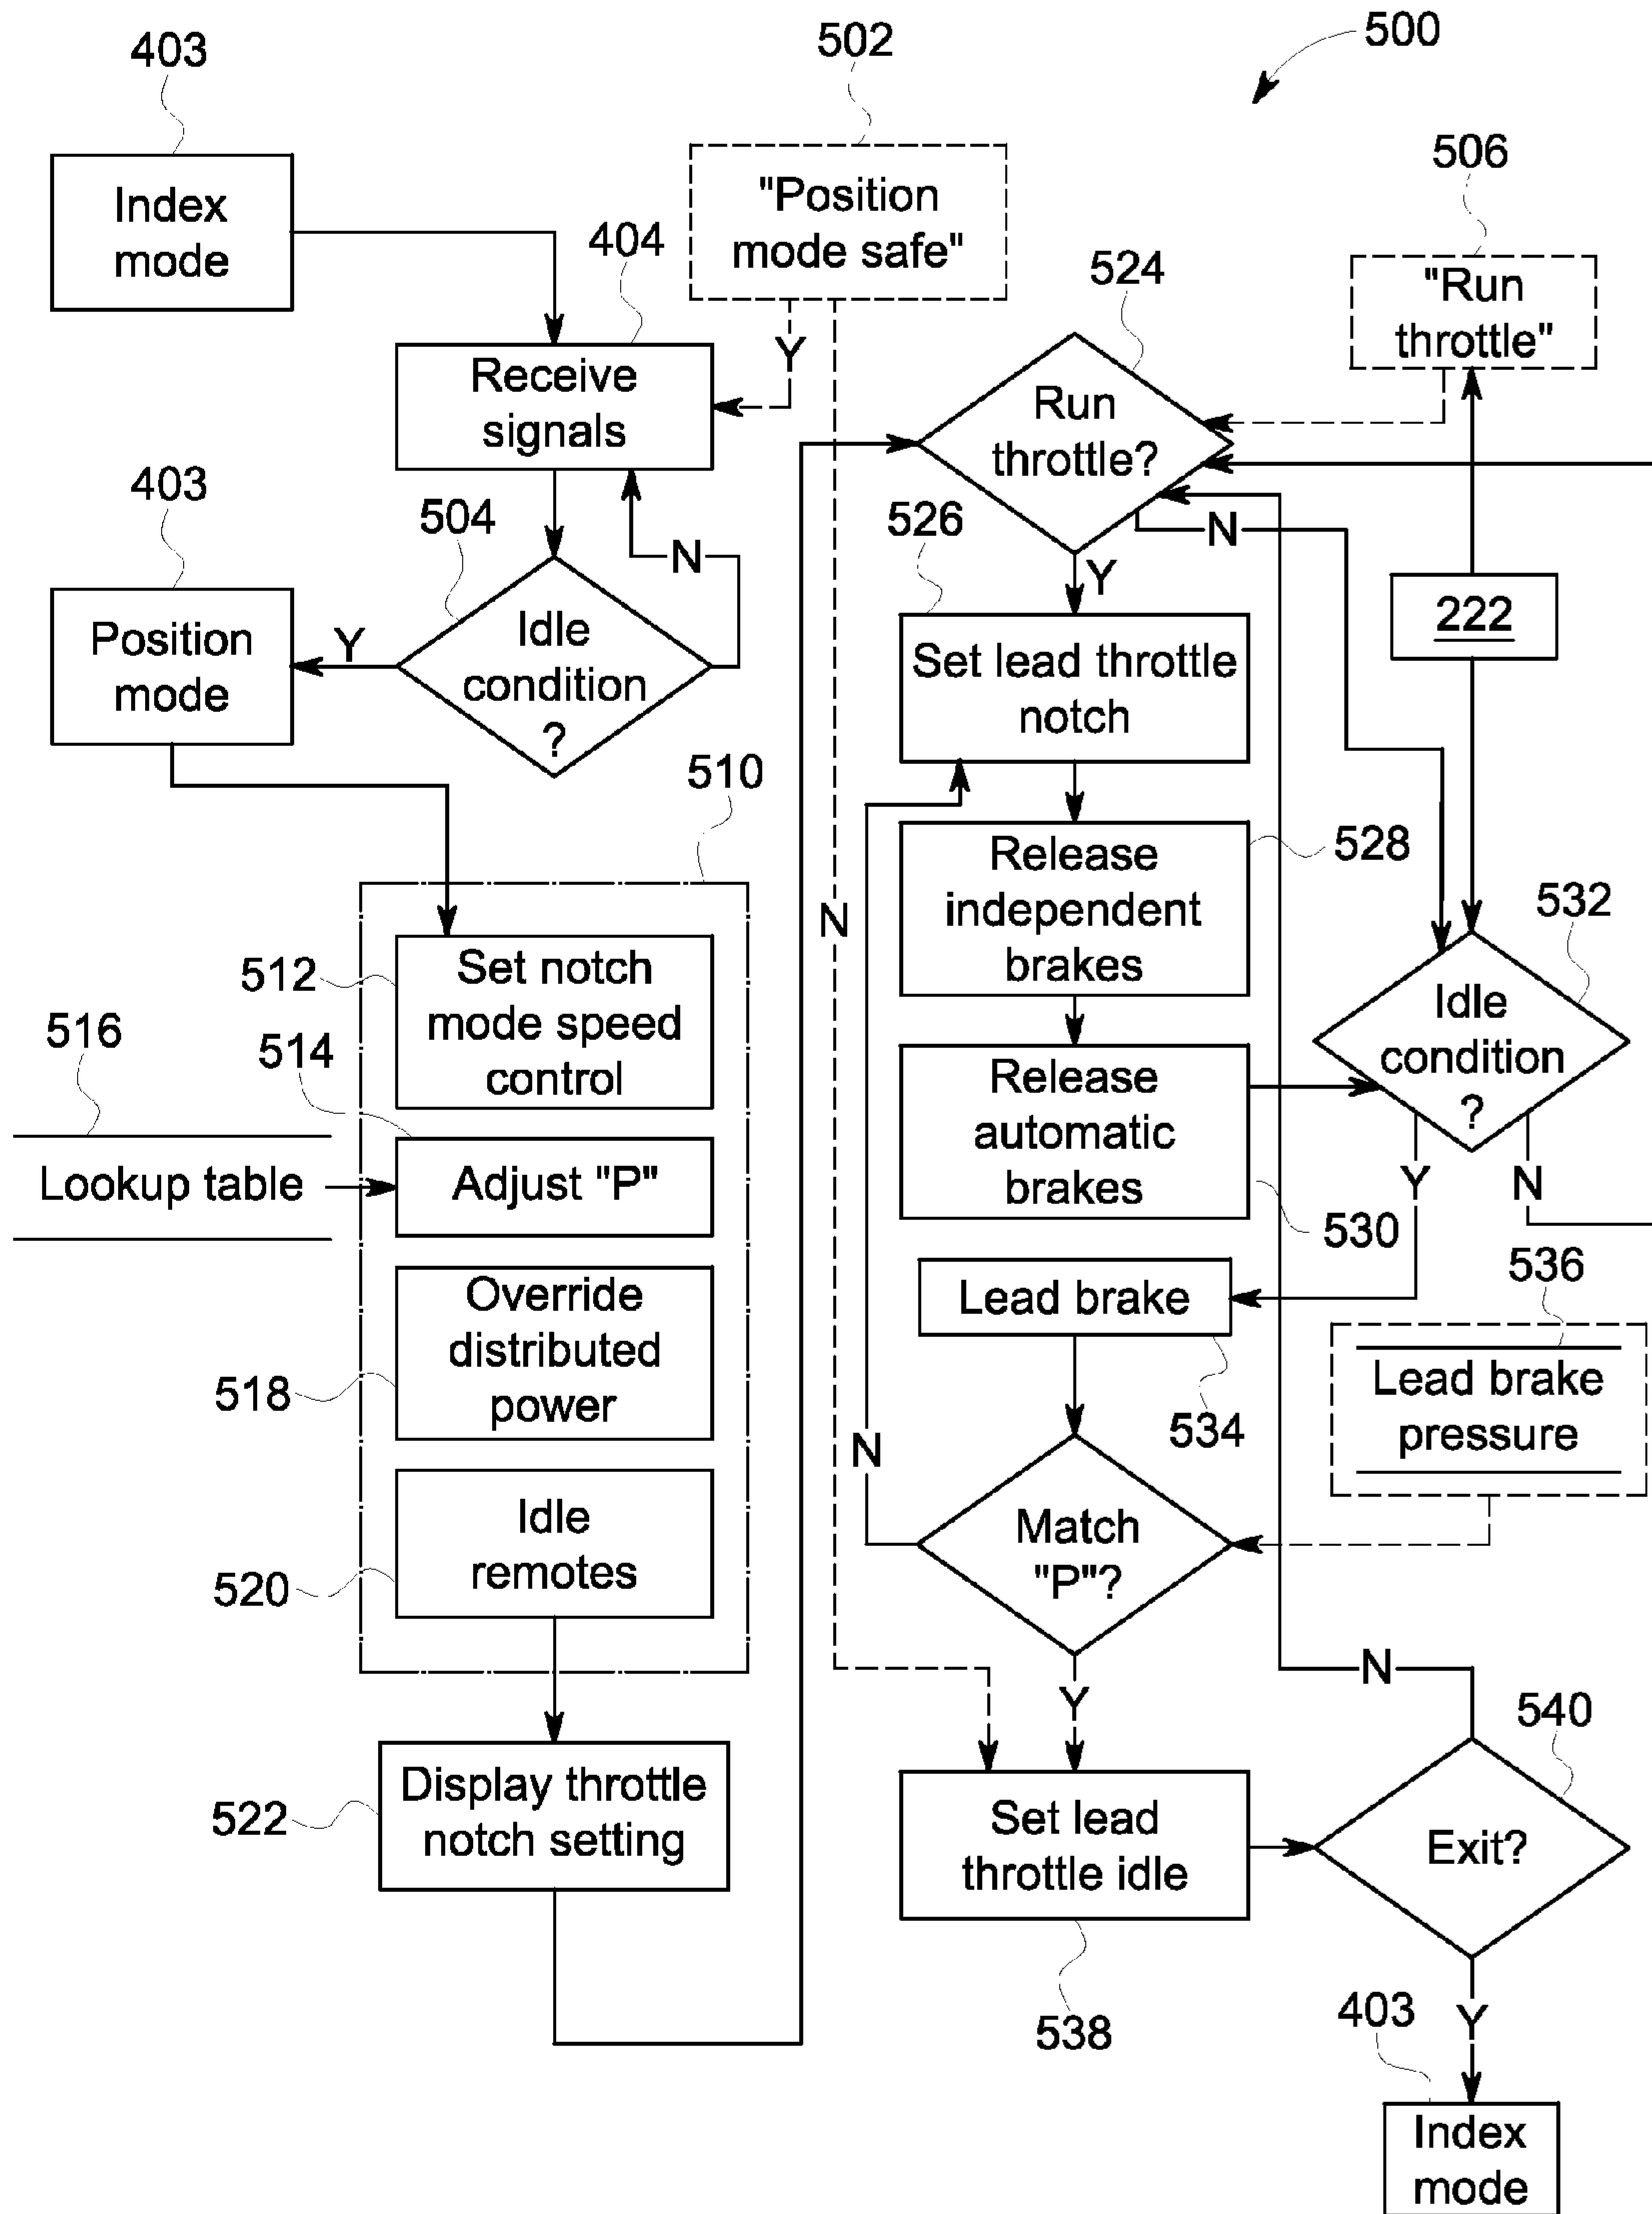 500
403
Index
mode
502
"Position
mode safe"
Y
N
404
Receive
signals
504
Idle
condition
?
N
Y
403
Position
mode
510
512
Set notch
mode speed
control
516
Lookup table
514
Adjust "P"
518
Override
distributed
power
520
Idle
remotes
522
Display throttle
notch setting
524
Run
throttle?
N
Y
506
"Run
throttle"
222
526
Set lead throttle
notch
528
Release
independent
brakes
530
Release
automatic
brakes
532
Idle
condition
?
Y
N
534
Lead brake
536
Lead brake
pressure
Match
"P"?
N
Y
538
Set lead
throttle idle
540
Exit?
N
Y
403
Index
mode